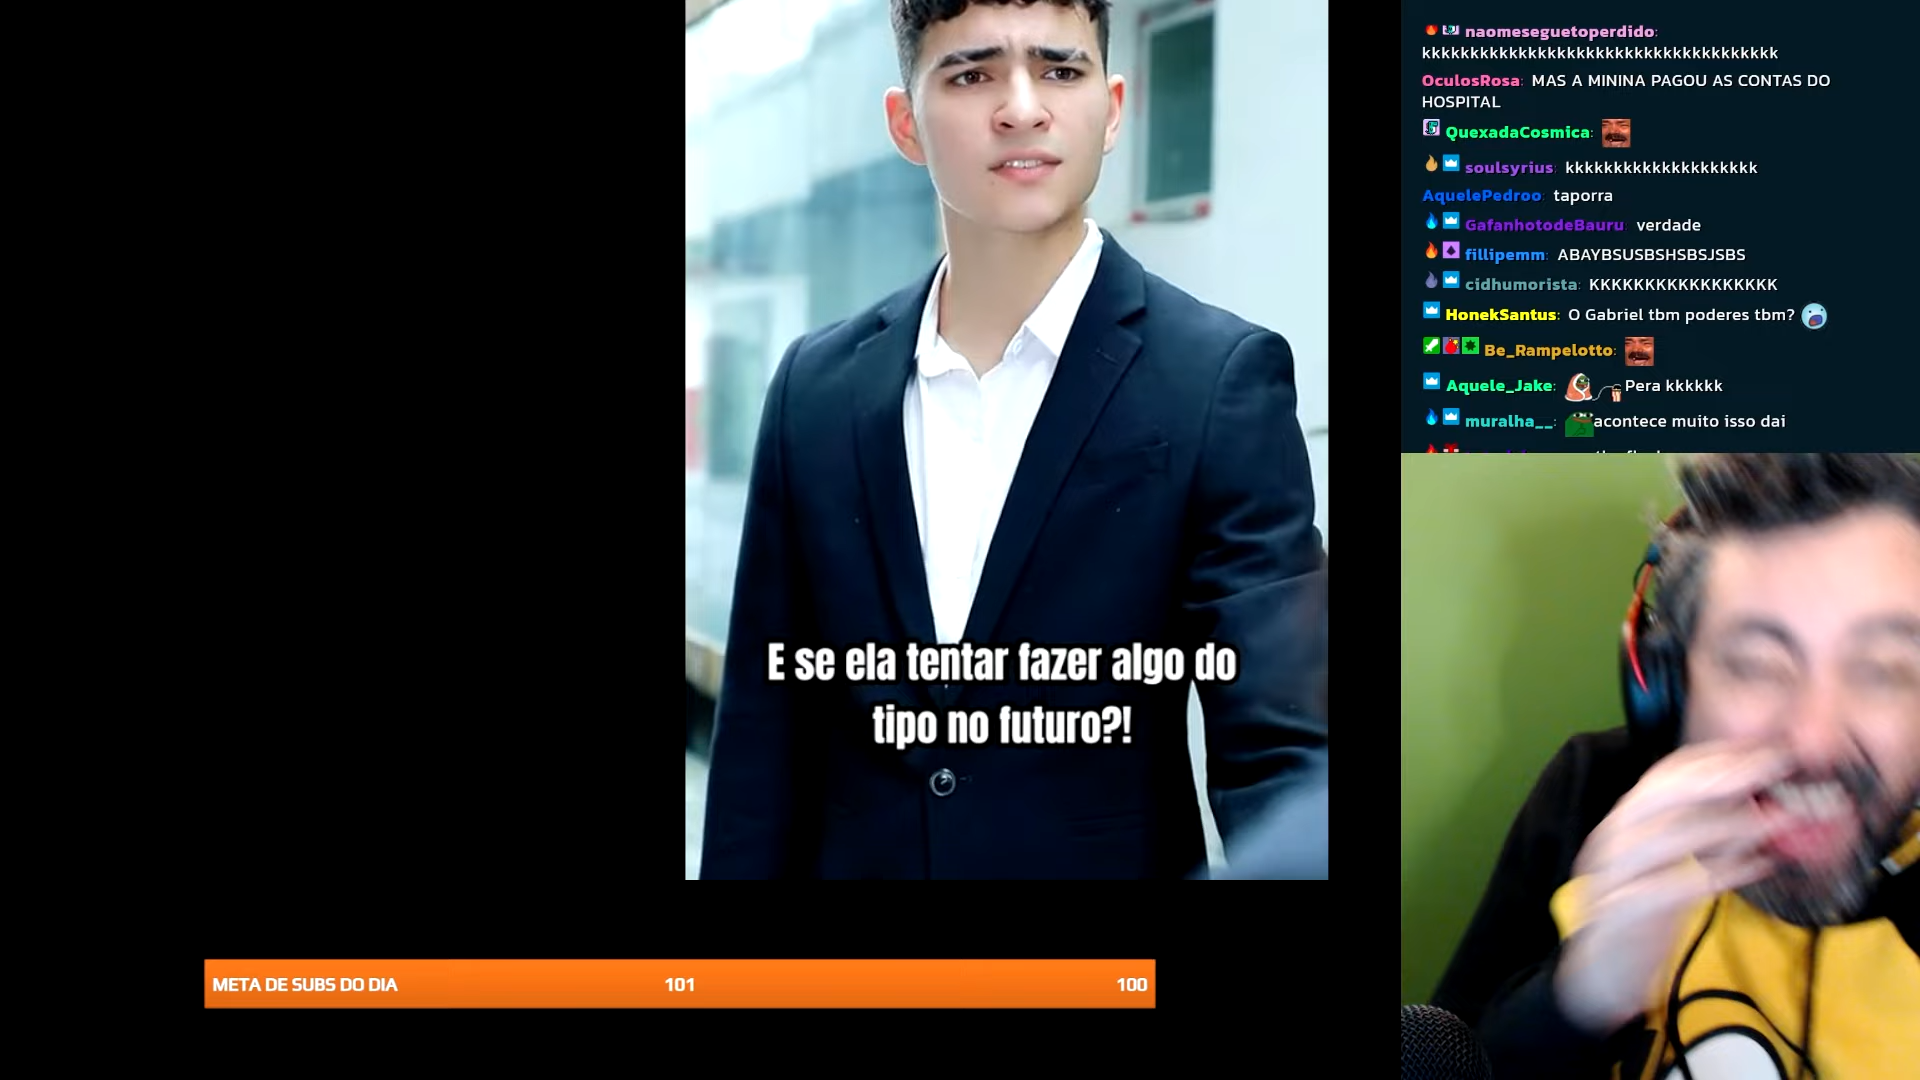 naomeseguetoperdido:
kkkkkkkkkkkkkkkkkkkkkkkkkkkkkkkkkkkkk
OculosRosa: MAS A MININA PAGOU AS CONTAS DO
HOSPITAL
QuexadaCosmica:
soulsyrius: kkkkkkkkkkkkkkkkkkkk
AquelePedroo: taporra
GafanhotodeBauru: verdade
fillipemm: ABAYBSUSBSHSBSJSBS
cidhumorista: KKKKKKKKKKKKKKKKK
HonekSantus: O Gabriel tbm poderes tbm?
Be_Rampelotto:
Aquele_Jake: Pera kkkkkk
muralha__: acontece muito isso dai
E se ela tentar fazer algo do
tipo no futuro?!
META DE SUBS DO DIA 101 100